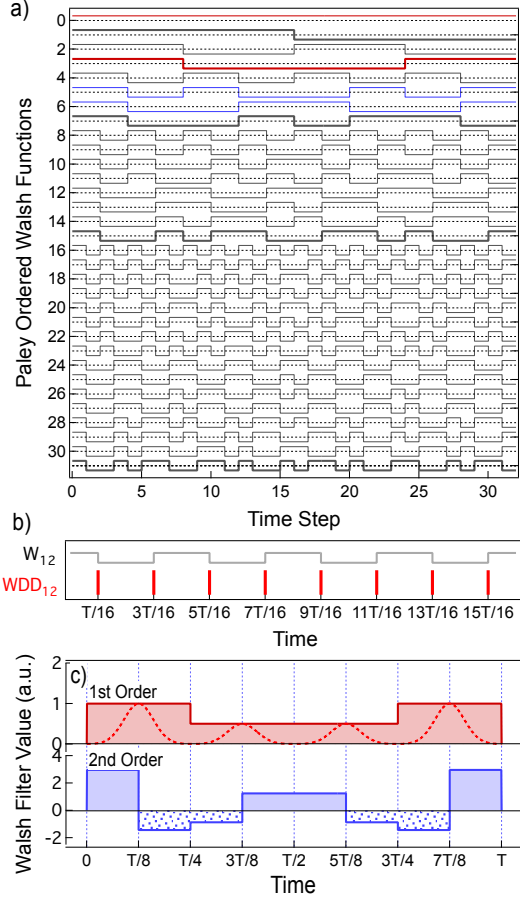 a)
Paley Ordered Walsh Functions
0
2
4
6
8
10
12
14
16
18
20
22
24
26
28
30
0 5 10 15 20 25 30
Time Step
b)
W12
WDD12
T/16 3T/16 5T/16 7T/16 9T/16 11T/16 13T/16 15T/16
Time
c)
Walsh Filter Value (a.u.)
2
1st Order
1
0
4
2nd Order
2
0
-2
0 T/8 T/4 3T/8 T/2 5T/8 3T/4 7T/8 T
Time